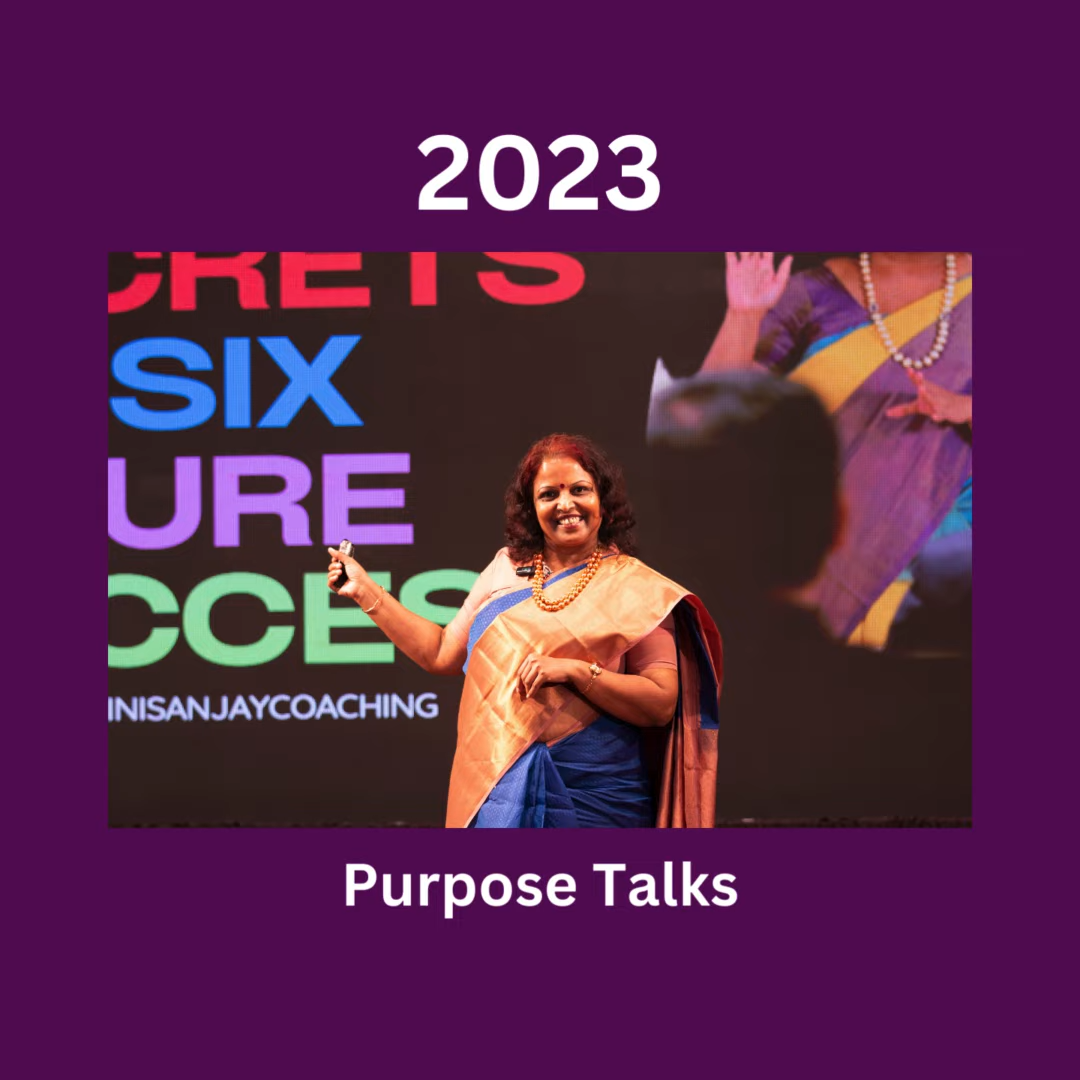 2023
CRETS
SIX
URE
CCES
INISANJAYCOACHING
Purpose Talks